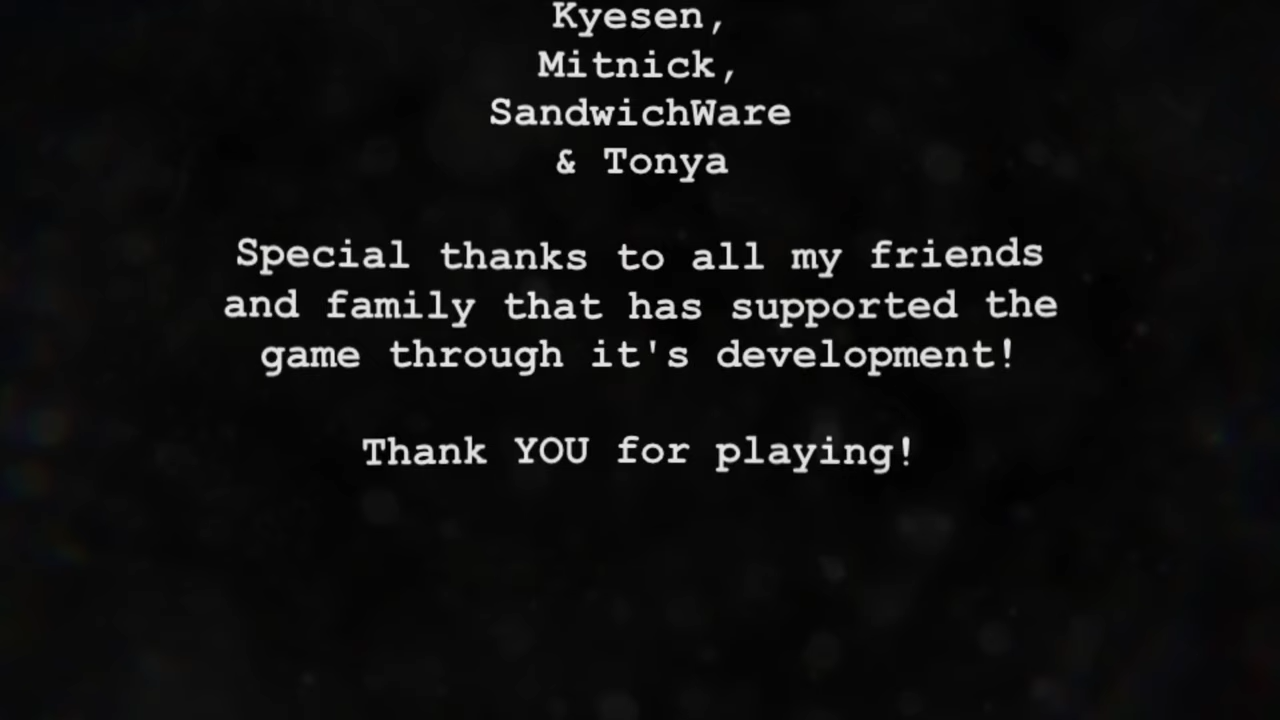 Kyesen,
Mitnick,
SandwichWare
& Tonya
Special thanks to all my friends
and family that has supported the
game through it's development!
Thank YOU for playing!